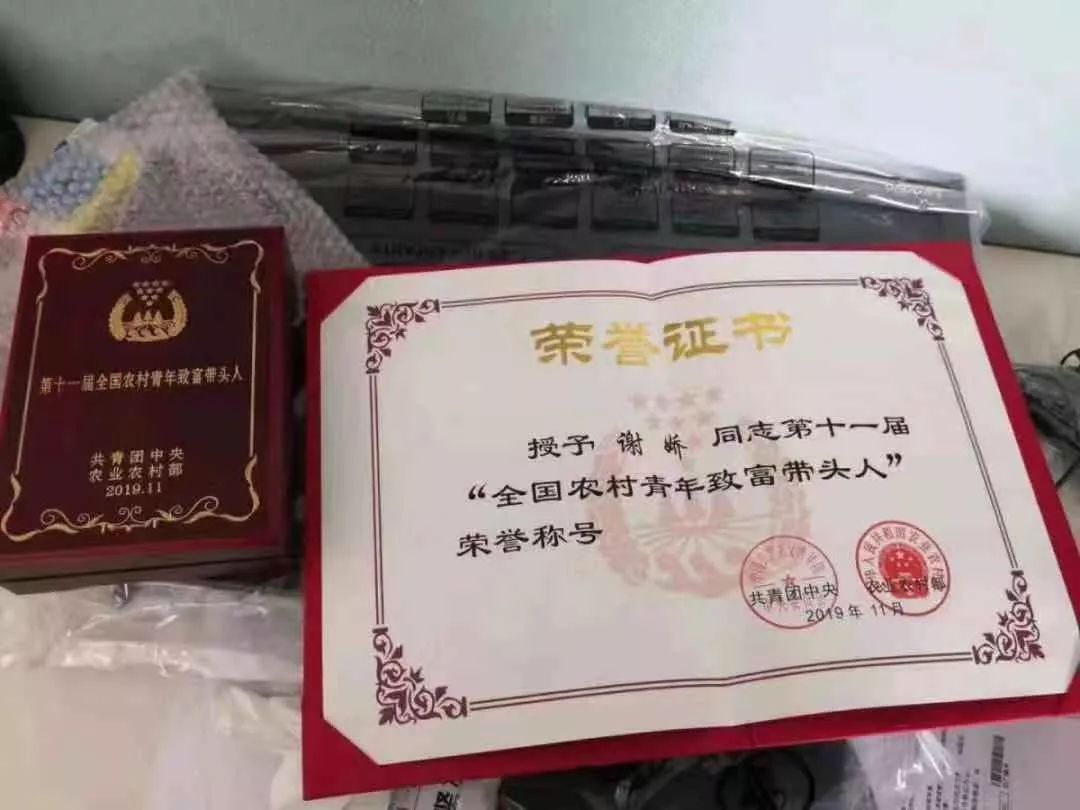 第十一届全国农村青年致富带头人
共青团中央
农业农村部
2019.11
荣誉证书
授予 谢娇 同志第十一届
“全国农村青年致富带头人”
荣誉称号
共青团中央
农业农村部
2019年11月